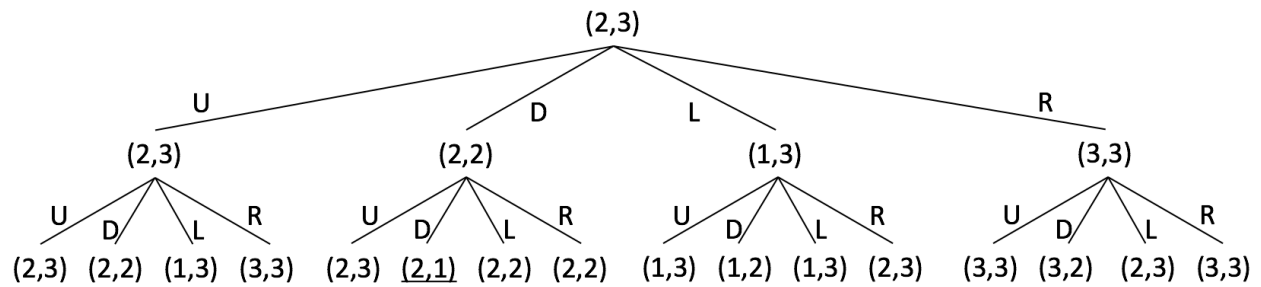 (2,3)
U D L R
(2,3) (2,2) (1,3) (3,3)
U D L R U D L R U D L R U D L R
(2,3) (2,2) (1,3) (3,3) (2,3) (2,1) (2,2) (2,2) (1,3) (1,2) (1,3) (2,3) (3,3) (3,2) (2,3) (3,3)